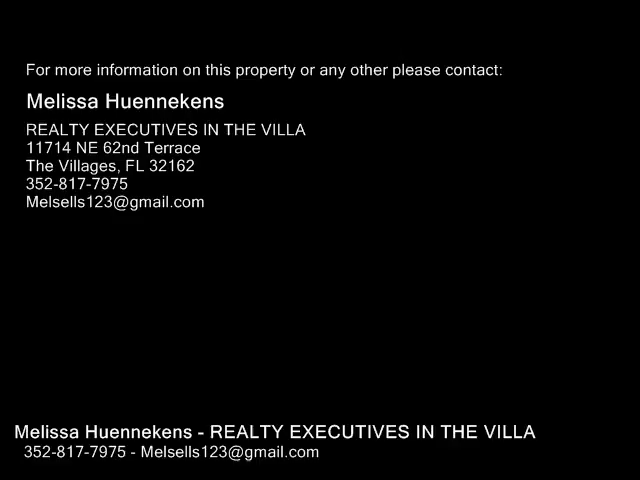 For more information on this property or any other please contact:
Melissa Huennekens
REALTY EXECUTIVES IN THE VILLA
11714 NE 62nd Terrace
The Villages, FL 32162
352-817-7975
Melsells123@gmail.com
Melissa Huennekens - REALTY EXECUTIVES IN THE VILLA
352-817-7975 - Melsells123@gmail.com